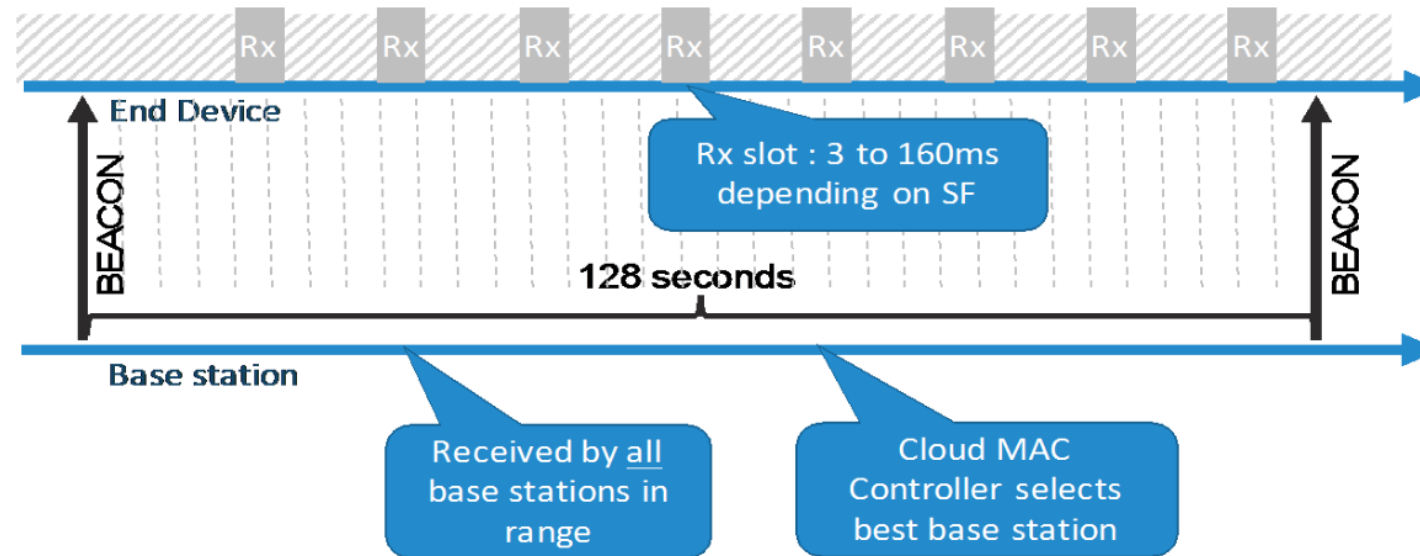 Rx Rx Rx Rx Rx Rx Rx Rx
End Device
BEACON
Rx slot : 3 to 160ms
depending on SF
BEACON
128 seconds
Base station
Received by all
base stations in
range
Cloud MAC
Controller selects
best base station